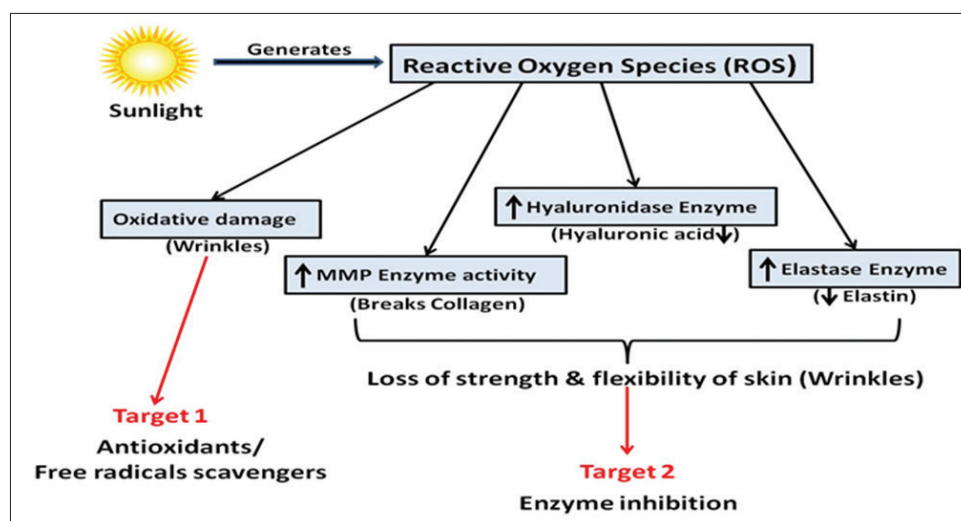 Generates
Sunlight
Reactive Oxygen Species (ROS)
Oxidative damage
(Wrinkles)
↑ MMP Enzyme activity
(Breaks Collagen)
↑ Hyaluronidase Enzyme
(Hyaluronic acid↓)
↑ Elastase Enzyme
(↓ Elastin)
Loss of strength & flexibility of skin (Wrinkles)
Target 1
Antioxidants/
Free radicals scavengers
Target 2
Enzyme inhibition